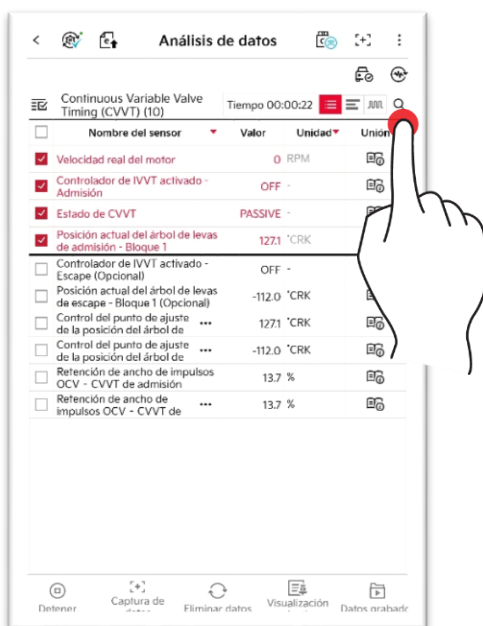 Análisis de datos
Continuous Variable Valve
Timing (CVVT) (10)
Tiempo 00:00:22
Nombre del sensor Valor Unidad Unión
Velocidad real del motor 0 RPM
Controlador de IVVT activado -
Admisión OFF -
Estado de CVVT PASSIVE -
Posición actual del árbol de levas
de admisión - Bloque 1 127.1 °CRK
Controlador de IVVT activado -
Escape (Opcional) OFF -
Posición actual del árbol de levas
de escape - Bloque 1 (Opcional) -112.0 °CRK
Control del punto de ajuste ...
de la posición del árbol de 127.1 °CRK
Control del punto de ajuste ...
de la posición del árbol de -112.0 °CRK
Retención de ancho de impulsos
OCV - CVVT de admisión 13.7 %
Retención de ancho de ...
impulsos OCV - CVVT de 13.7 %
Detener
Captura de
Eliminar datos
Visualización
Datos grabado